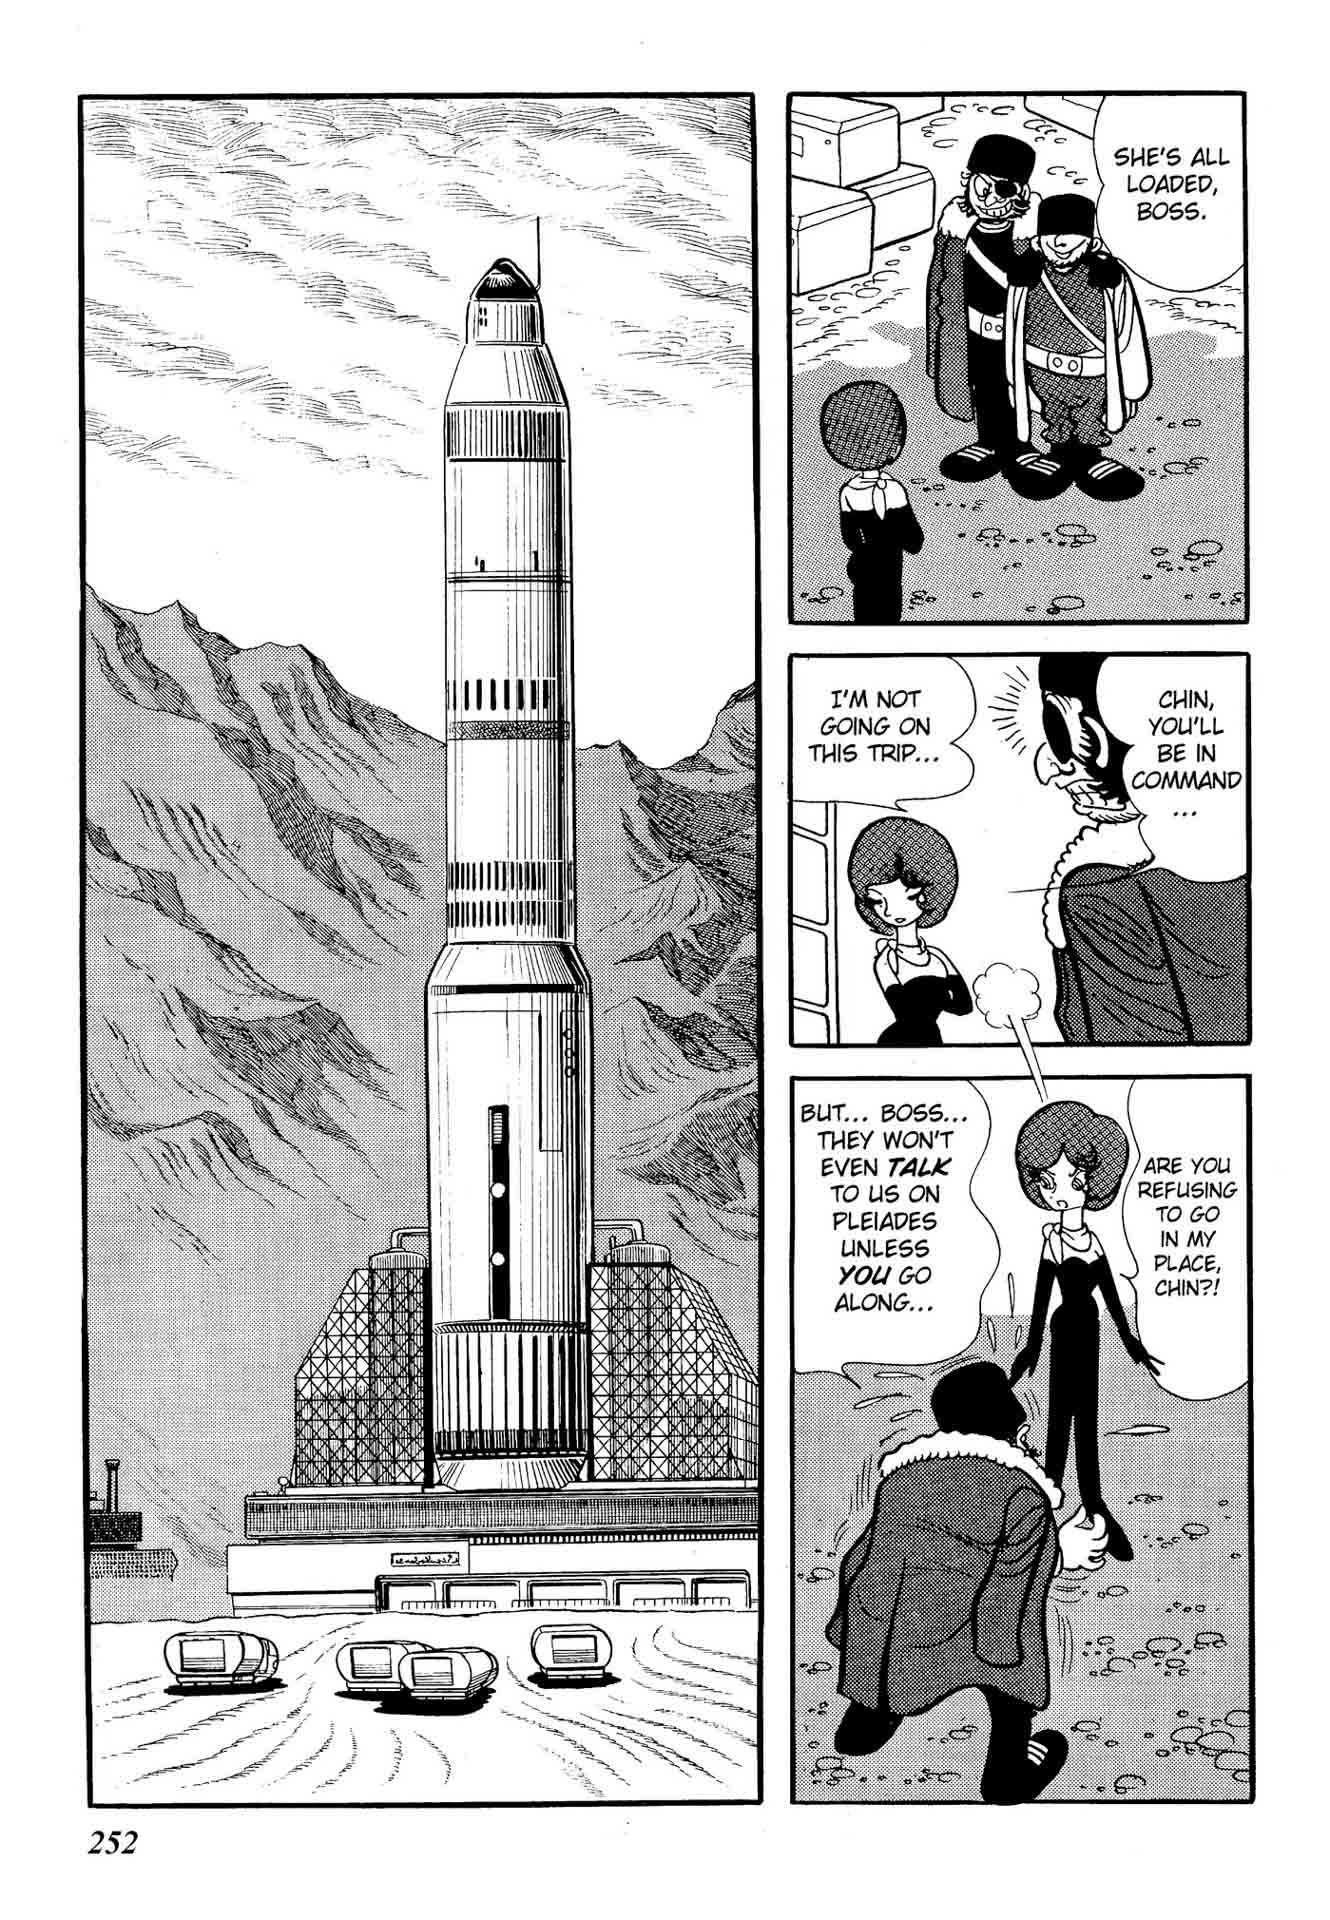 SHE'S ALL
LOADED,
BOSS.
CHIN,
YOU'LL
BE IN
COMMAND
...
I'M NOT
GOING ON
THIS TRIP...
ARE YOU
REFUSING
TO GO
IN MY
PLACE,
CHIN?!
BUT... BOSS...
THEY WON'T
EVEN TALK
TO US ON
PLEIADES
UNLESS
YOU GO
ALONG...
252